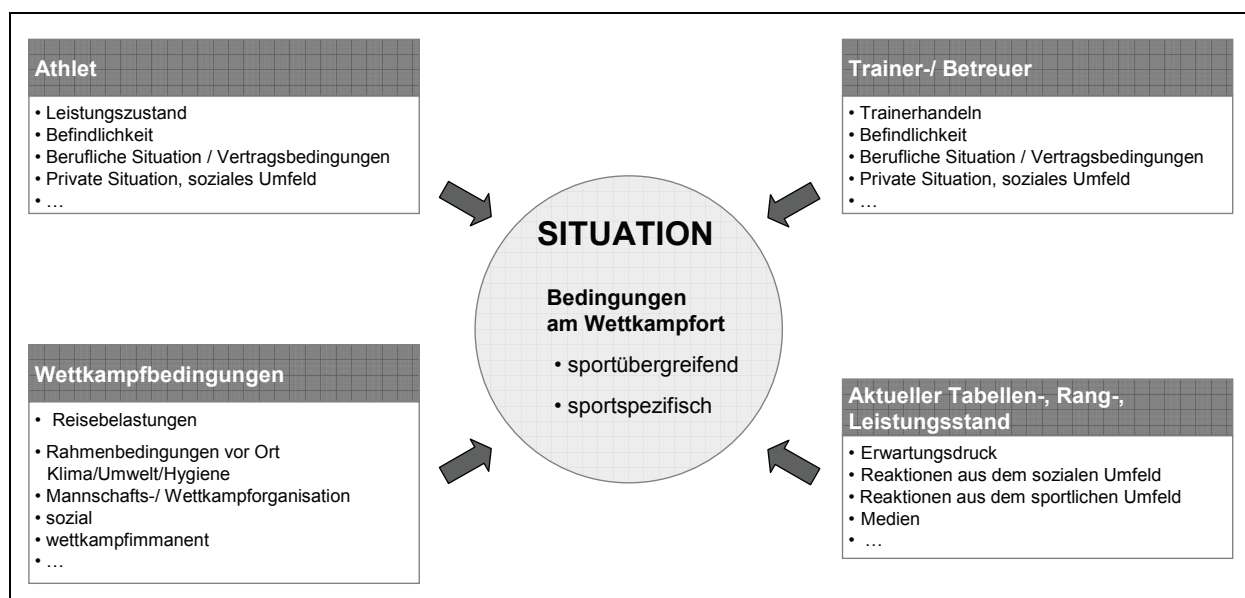 Athlet
• Leistungszustand
• Befindlichkeit
• Berufliche Situation / Vertragsbedingungen
• Private Situation, soziales Umfeld
• …
Trainer-/ Betreuer
• Trainerhandeln
• Befindlichkeit
• Berufliche Situation / Vertragsbedingungen
• Private Situation, soziales Umfeld
• …
SITUATION
Bedingungen
am Wettkampfort
• sportübergreifend
• sportspezifisch
Wettkampfbedingungen
• Reisebelastungen
• Rahmenbedingungen vor Ort
Klima/Umwelt/Hygiene
• Mannschafts-/ Wettkampforganisation
• sozial
• wettkampfimmanent
• …
Aktueller Tabellen-, Rang-,
Leistungsstand
• Erwartungsdruck
• Reaktionen aus dem sozialen Umfeld
• Reaktionen aus dem sportlichen Umfeld
• Medien
• …